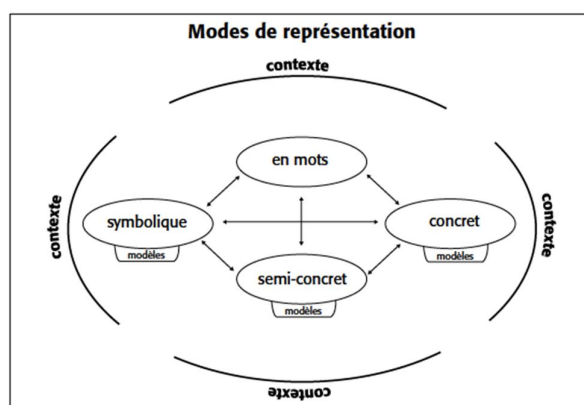 Modes de représentation
contexte
en mots
contexte
symbolique
modèles
concret
modèles
contexte
semi-concret
modèles
contexte